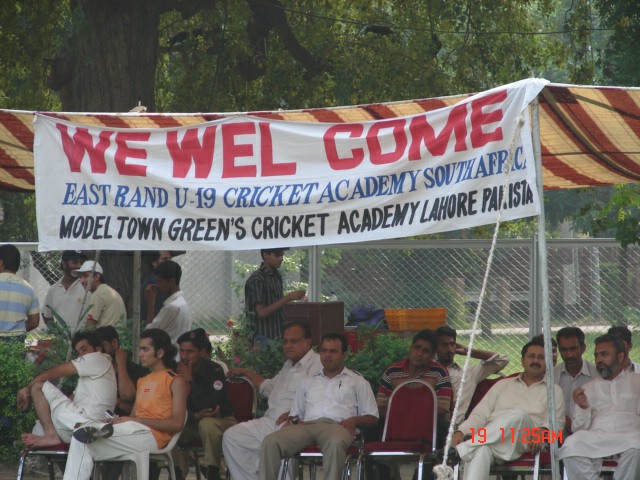 WE WEL COME
EAST RAND U-19 CRICKET ACADEMY SOUTH AFRIC
MODEL TOWN GREEN'S CRICKET ACADEMY LAHORE PAKISTA
19 11:25AM